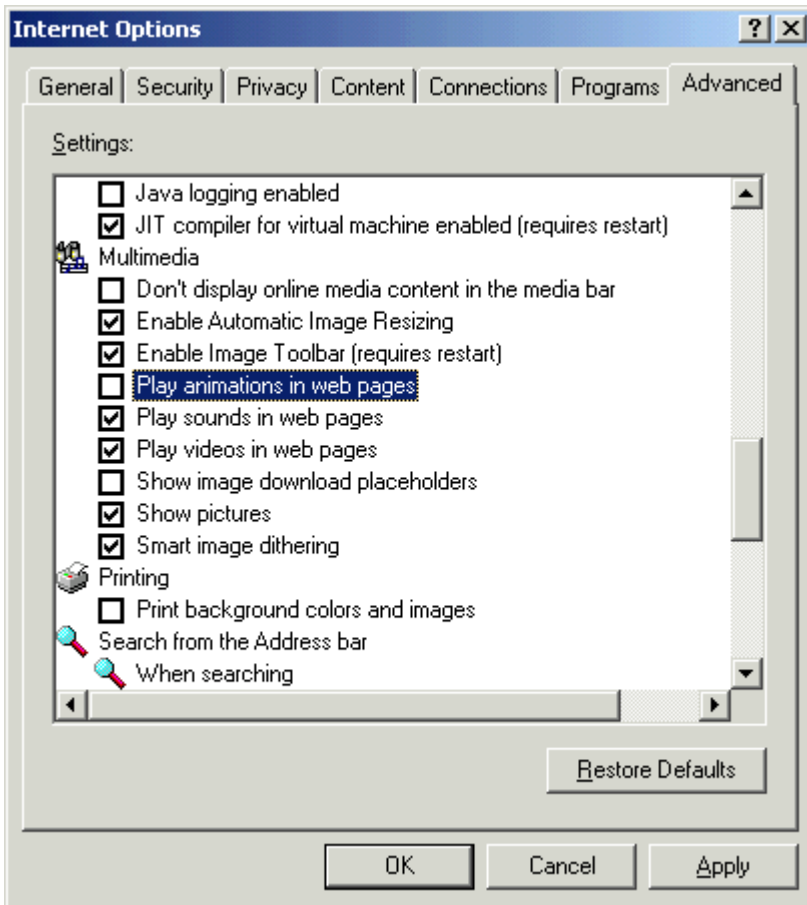 Internet Options
General Security Privacy Content Connections Programs Advanced
Settings:
Java logging enabled
JIT compiler for virtual machine enabled (requires restart)
Multimedia
Don't display online media content in the media bar
Enable Automatic Image Resizing
Enable Image Toolbar (requires restart)
Play animations in web pages
Play sounds in web pages
Play videos in web pages
Show image download placeholders
Show pictures
Smart image dithering
Printing
Print background colors and images
Search from the Address bar
When searching
Restore Defaults
OK Cancel Apply